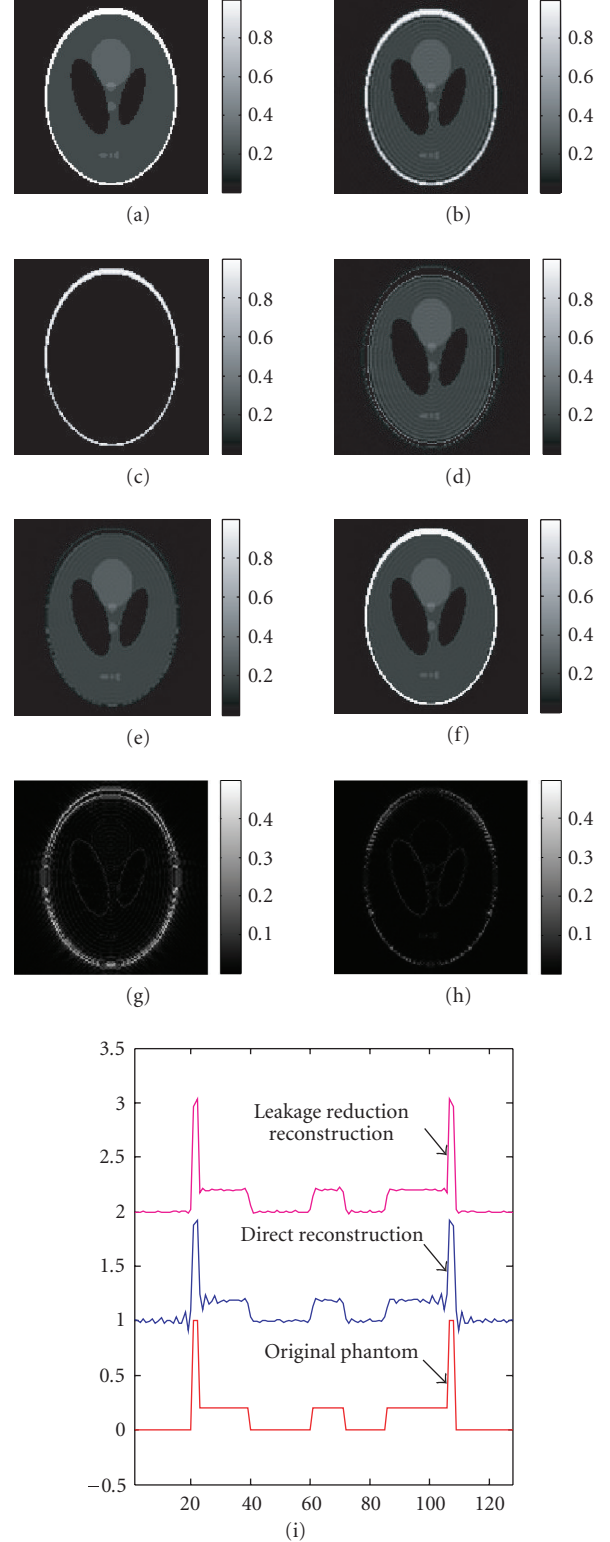 0.8
0.6
0.4
0.2
(a)
0.8
0.6
0.4
0.2
(b)
0.8
0.6
0.4
0.2
(c)
0.8
0.6
0.4
0.2
(d)
0.8
0.6
0.4
0.2
(e)
0.8
0.6
0.4
0.2
(f)
0.4
0.3
0.2
0.1
(g)
0.4
0.3
0.2
0.1
(h)
3.5
3
2.5
2
1.5
1
0.5
0
−0.5
Leakage reduction
reconstruction
Direct reconstruction
Original phantom
20 40 60 80 100 120
(i)